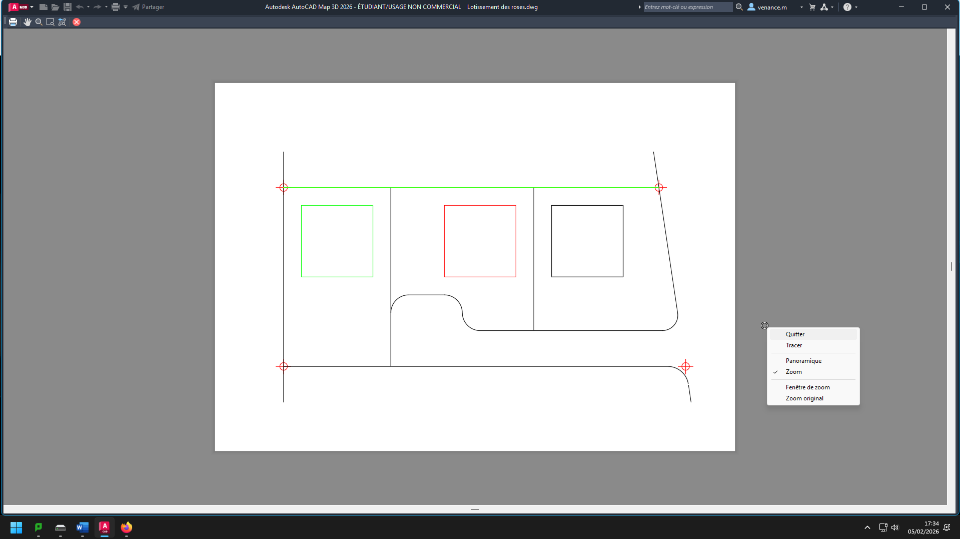 Partager
Autodesk AutoCAD Map 3D 2026 - ÉTUDIANT/USAGE NON COMMERCIAL Lotissement des roses.dwg
Entrez mot-clé ou expression
venance.m
Quitter
Tracer
Panoramique
Zoom
Fenêtre de zoom
Zoom original
17:34
05/02/2026